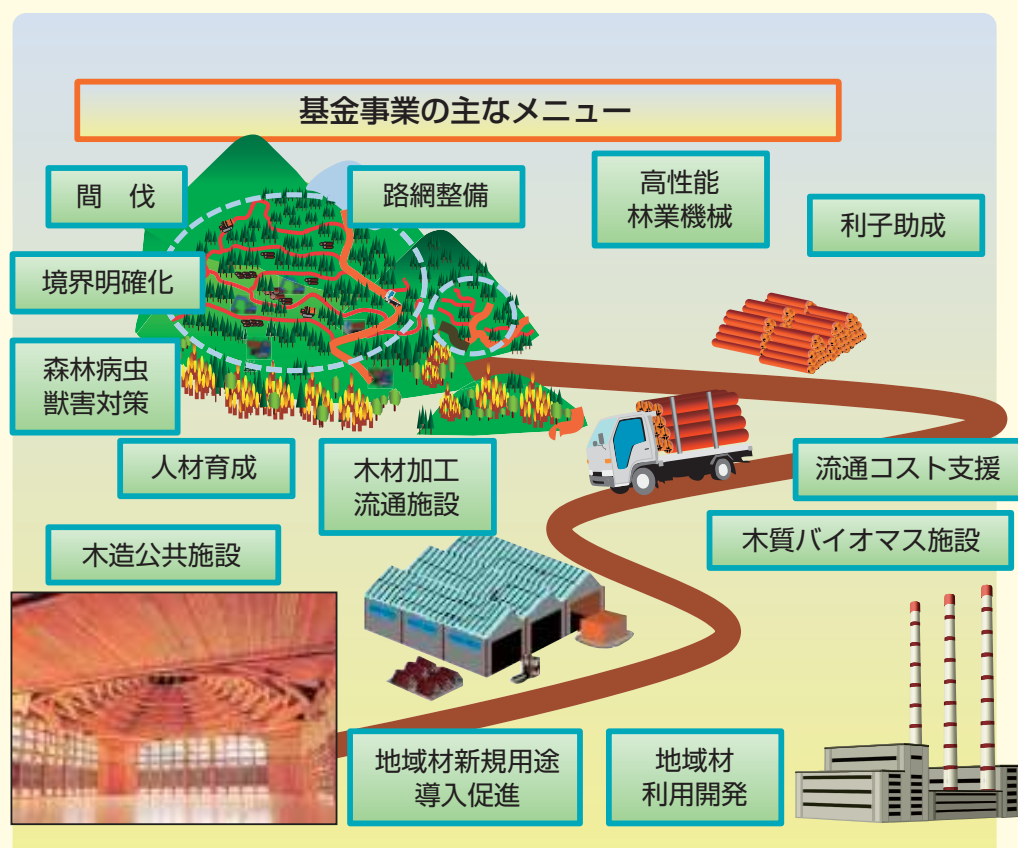 基金事業の主なメニュー
間　伐
路網整備
高性能
林業機械
利子助成
境界明確化
森林病虫
獣害対策
人材育成
木材加工
流通施設
流通コスト支援
木造公共施設
木質バイオマス施設
地域材新規用途
導入促進
地域材
利用開発